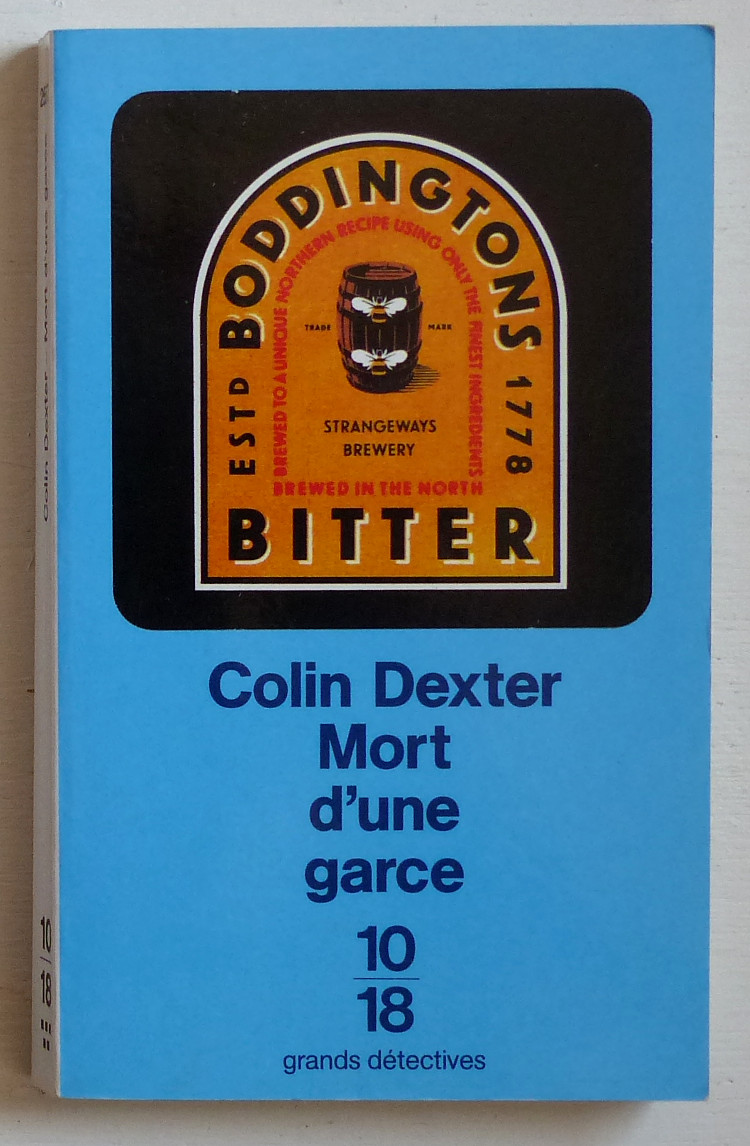 BODDINGTONS
ESTD
1778
BREWED TO A UNIQUE NORTHERN RECIPE USING ONLY THE FINEST INGREDIENTS
TRADE MARK
STRANGEWAYS
BREWERY
BREWED IN THE NORTH
BITTER
Colin Dexter
Mort
d'une
garce
10
18
grands détectives
Colin Dexter Mort d'une garce
10
18